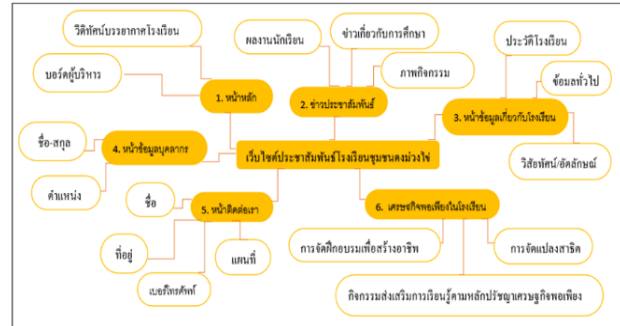 วีดิทัศน์บรรยากาศโรงเรียน
บอร์ดผู้บริหาร
1. หน้าหลัก
ผลงานนักเรียน
ข่าวเกี่ยวกับการศึกษา
ภาพกิจกรรม
2. ข่าวประชาสัมพันธ์
ประวัติโรงเรียน
ข้อมูลทั่วไป
3. หน้าข้อมูลเกี่ยวกับโรงเรียน
วิสัยทัศน์/อัตลักษณ์
ชื่อ-สกุล
4. หน้าข้อมูลบุคลากร
ตำแหน่ง
เว็บไซต์ประชาสัมพันธ์โรงเรียนชุมชนดงม่วงไข่
ชื่อ
5. หน้าติดต่อเรา
ที่อยู่
เบอร์โทรศัพท์
แผนที่
6. เศรษฐกิจพอเพียงในโรงเรียน
การจัดฝึกอบรมเพื่อสร้างอาชีพ
การจัดแปลงสาธิต
กิจกรรมส่งเสริมการเรียนรู้ตามหลักปรัชญาเศรษฐกิจพอเพียง